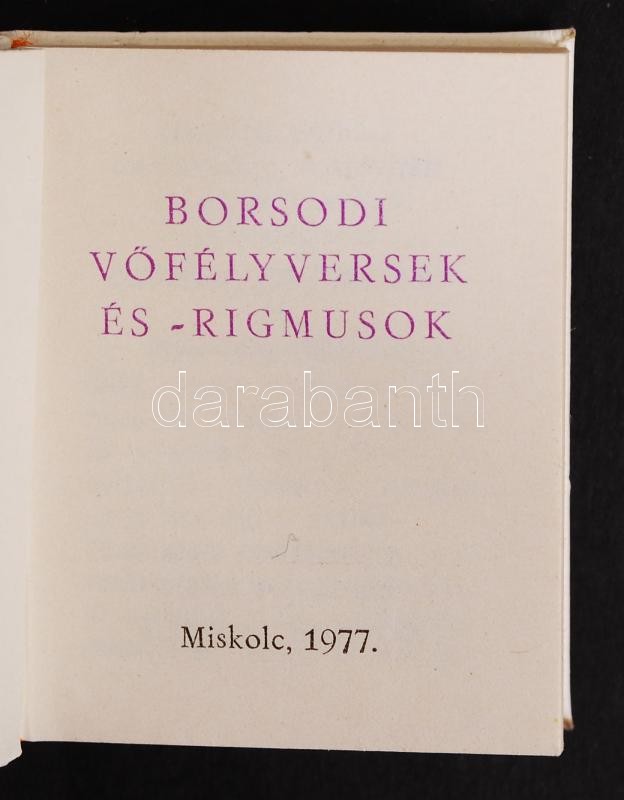 BORSODI
VŐFÉLYVERSEK
ÉS -RIGMUSOK
darabanth
Miskolc, 1977.